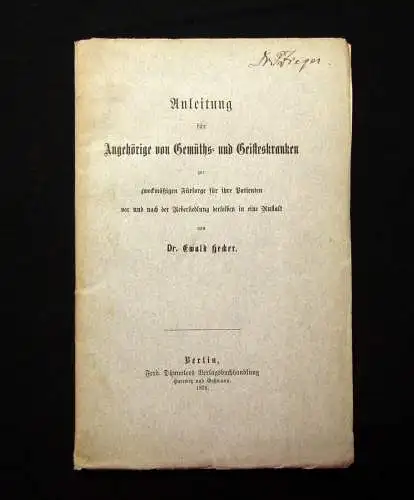 Anleitung
für
Angehörige von Gemüths- und Geisteskranken
zur
zweckmäßigen Fürsorge für ihre Patienten
vor und nach der Uebersiedlung derselben in eine Anstalt
von
Dr. Ewald Hecker.
Berlin,
Ferd. Dümmlers Verlagsbuchhandlung
Harrwitz und Goßmann.